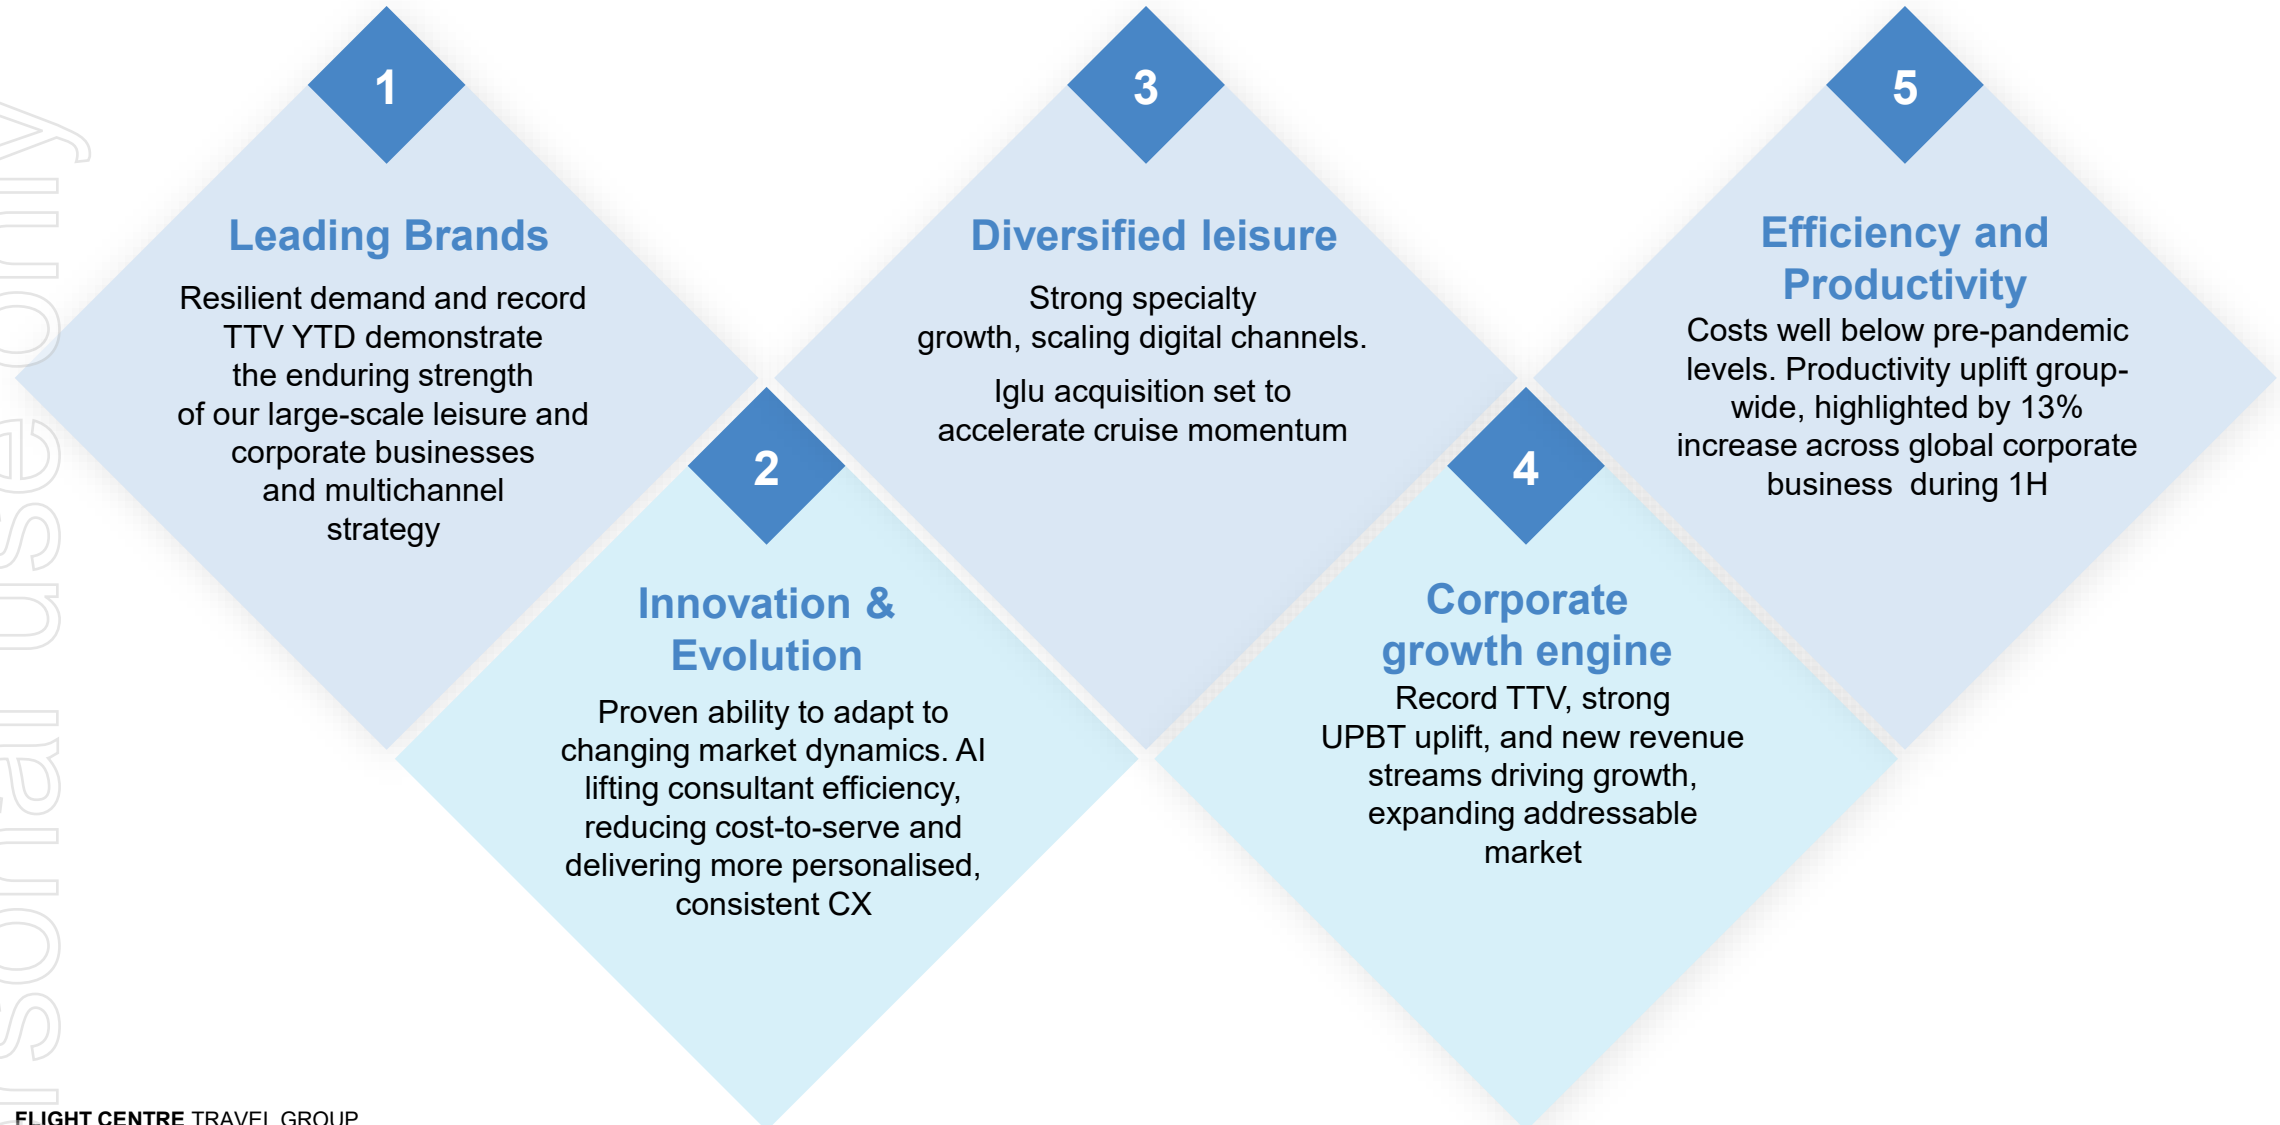 1
Leading Brands
Resilient demand and record
TTV YTD demonstrate
the enduring strength
of our large-scale leisure and
corporate businesses
and multichannel
strategy
2
Innovation &
Evolution
Proven ability to adapt to
changing market dynamics. AI
lifting consultant efficiency,
reducing cost-to-serve and
delivering more personalised,
consistent CX
3
Diversified leisure
Strong specialty
growth, scaling digital channels.
Iglu acquisition set to
accelerate cruise momentum
4
Corporate
growth engine
Record TTV, strong
UPBT uplift, and new revenue
streams driving growth,
expanding addressable
market
5
Efficiency and
Productivity
Costs well below pre-pandemic
levels. Productivity uplift group-
wide, highlighted by 13%
increase across global corporate
business  during 1H
FLIGHT CENTRE TRAVEL GROUP
rsonal use only